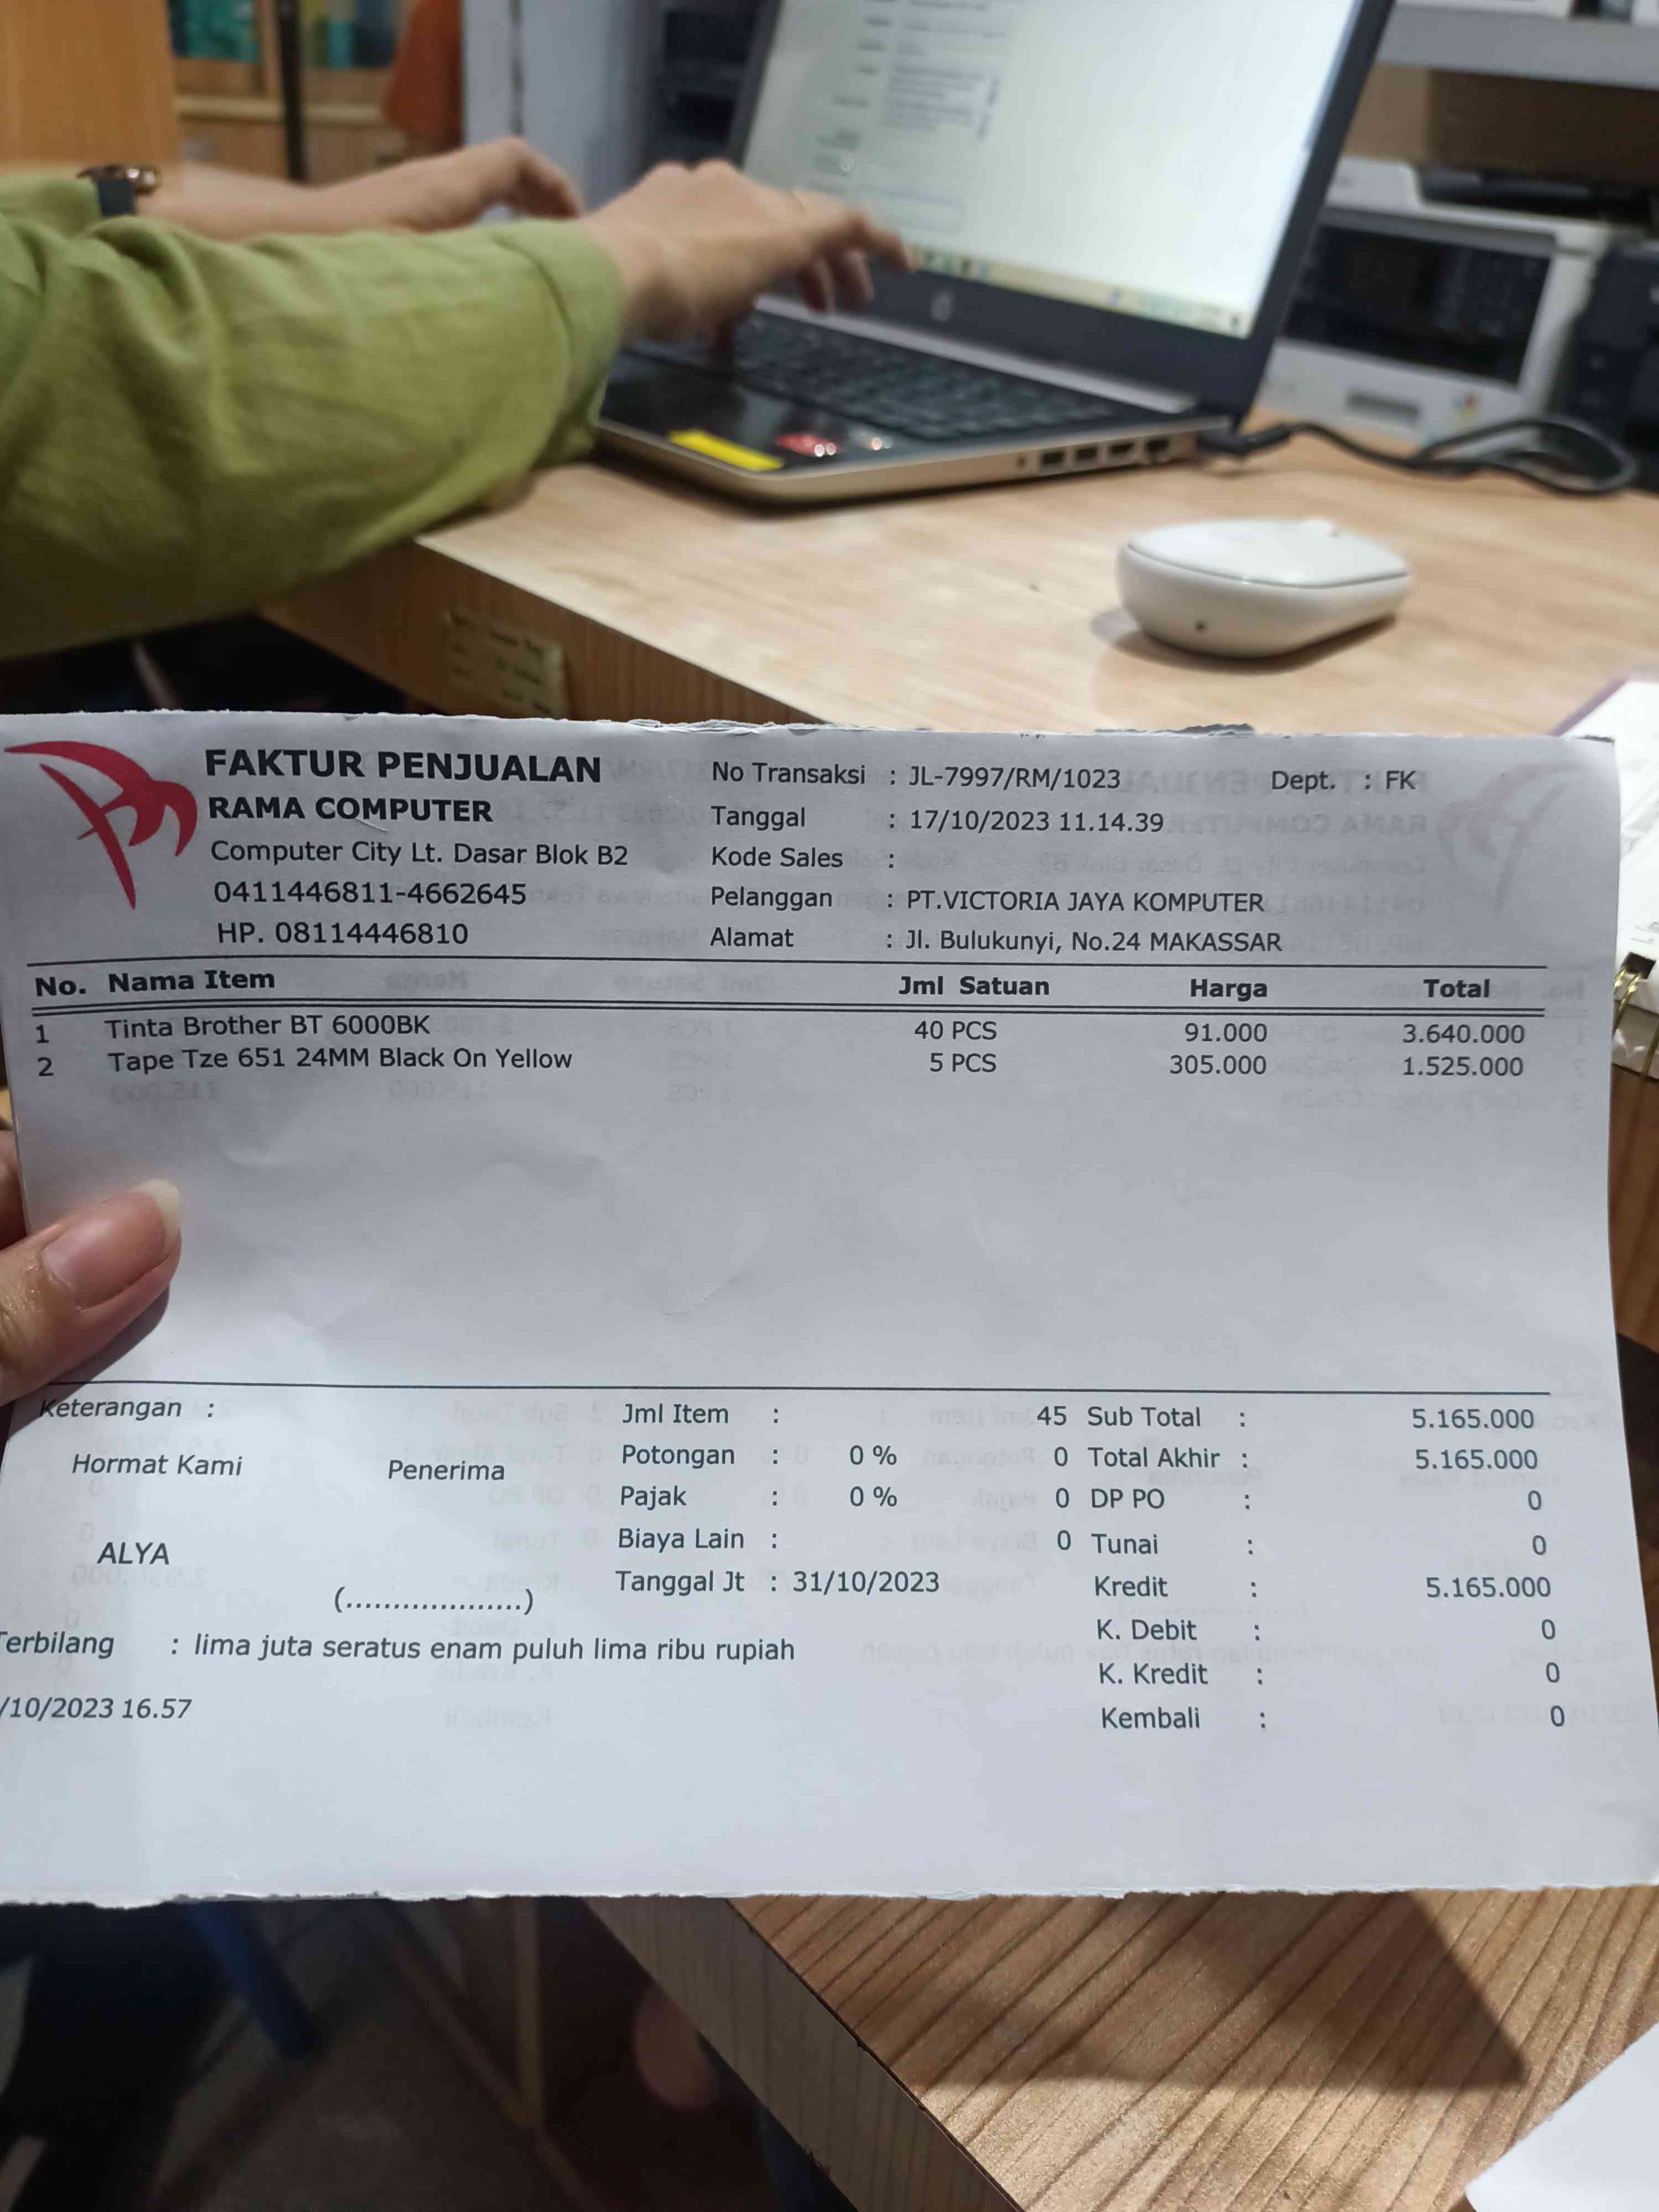 FAKTUR PENJUALAN
RAMA COMPUTER
Computer City Lt. Dasar Blok B2
0411446811-4662645
HP. 08114446810
No Transaksi : JL-7997/RM/1023 Dept. : FK
Tanggal : 17/10/2023 11.14.39
Kode Sales :
Pelanggan : PT.VICTORIA JAYA KOMPUTER
Alamat : Jl. Bulukunyi, No.24 MAKASSAR
No. Nama Item Jml Satuan Harga Total
1 Tinta Brother BT 6000BK 40 PCS 91.000 3.640.000
2 Tape Tze 651 24MM Black On Yellow 5 PCS 305.000 1.525.000
Keterangan :
Hormat Kami Penerima
ALYA
(....................)
Jml Item : 45
Potongan : 0 % 0
Pajak : 0 % 0
Biaya Lain : 0
Tanggal Jt : 31/10/2023
Sub Total : 5.165.000
Total Akhir : 5.165.000
DP PO : 0
Tunai : 0
Kredit : 5.165.000
K. Debit : 0
K. Kredit : 0
Kembali : 0
Terbilang : lima juta seratus enam puluh lima ribu rupiah
/10/2023 16.57